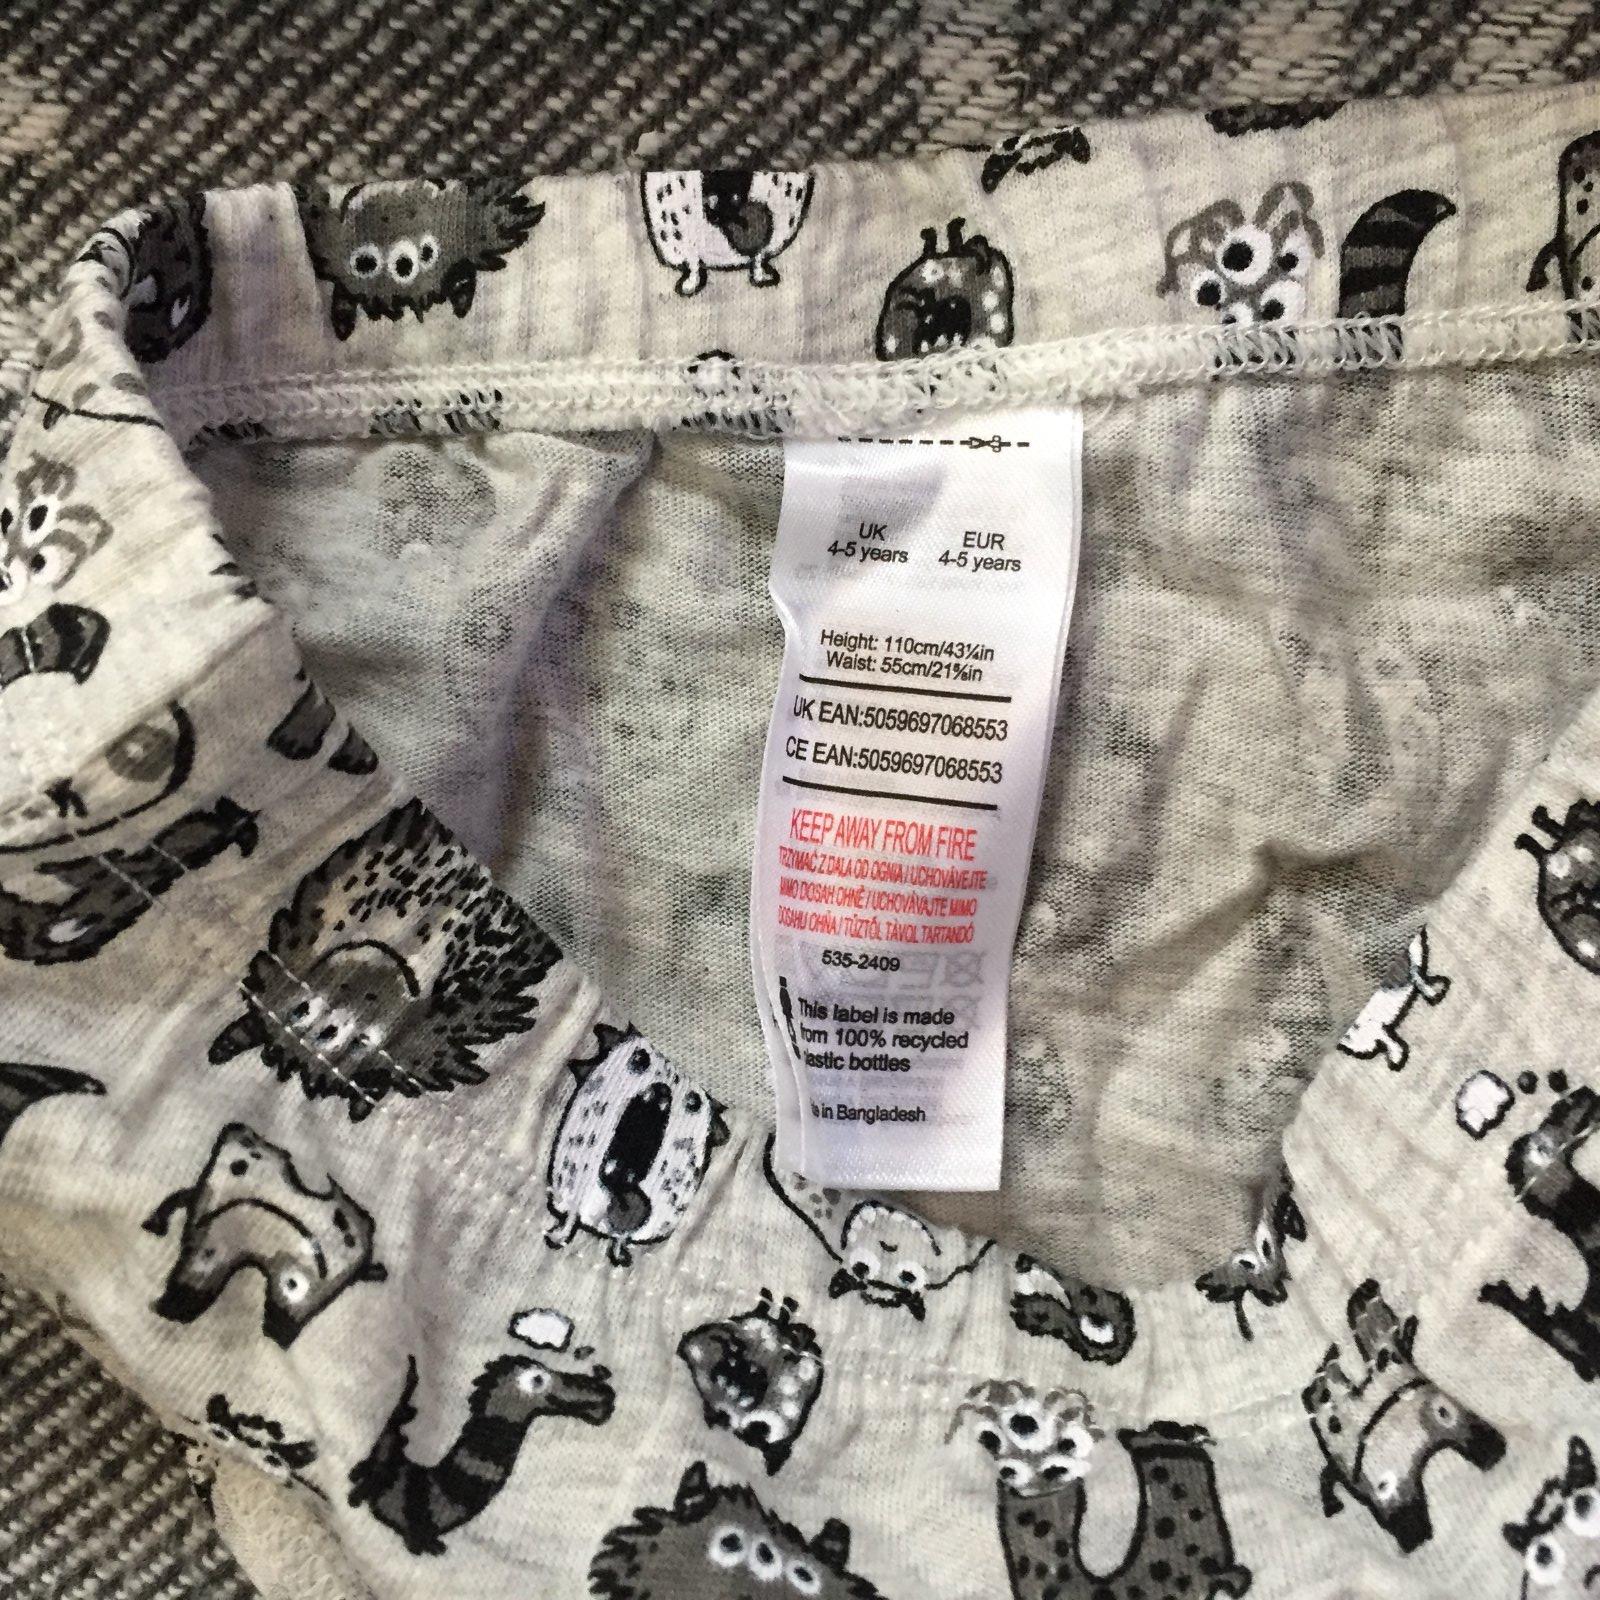 UK EUR
4-5 years 4-5 years
Height: 110cm/43¼in
Waist: 55cm/21⅝in
UK EAN:5059697068553
CE EAN:5059697068553
KEEP AWAY FROM FIRE
TRZYMAĆ Z DALA OD OGNIA / UCHOVÁVEJTE
MIMO DOSAH OHNĚ / UCHOVÁVAJTE MIMO
DOSAHU OHŇA / TŰZTŐL TÁVOL TARTANDÓ
535-2409
This label is made
from 100% recycled
lastic bottles
in Bangladesh